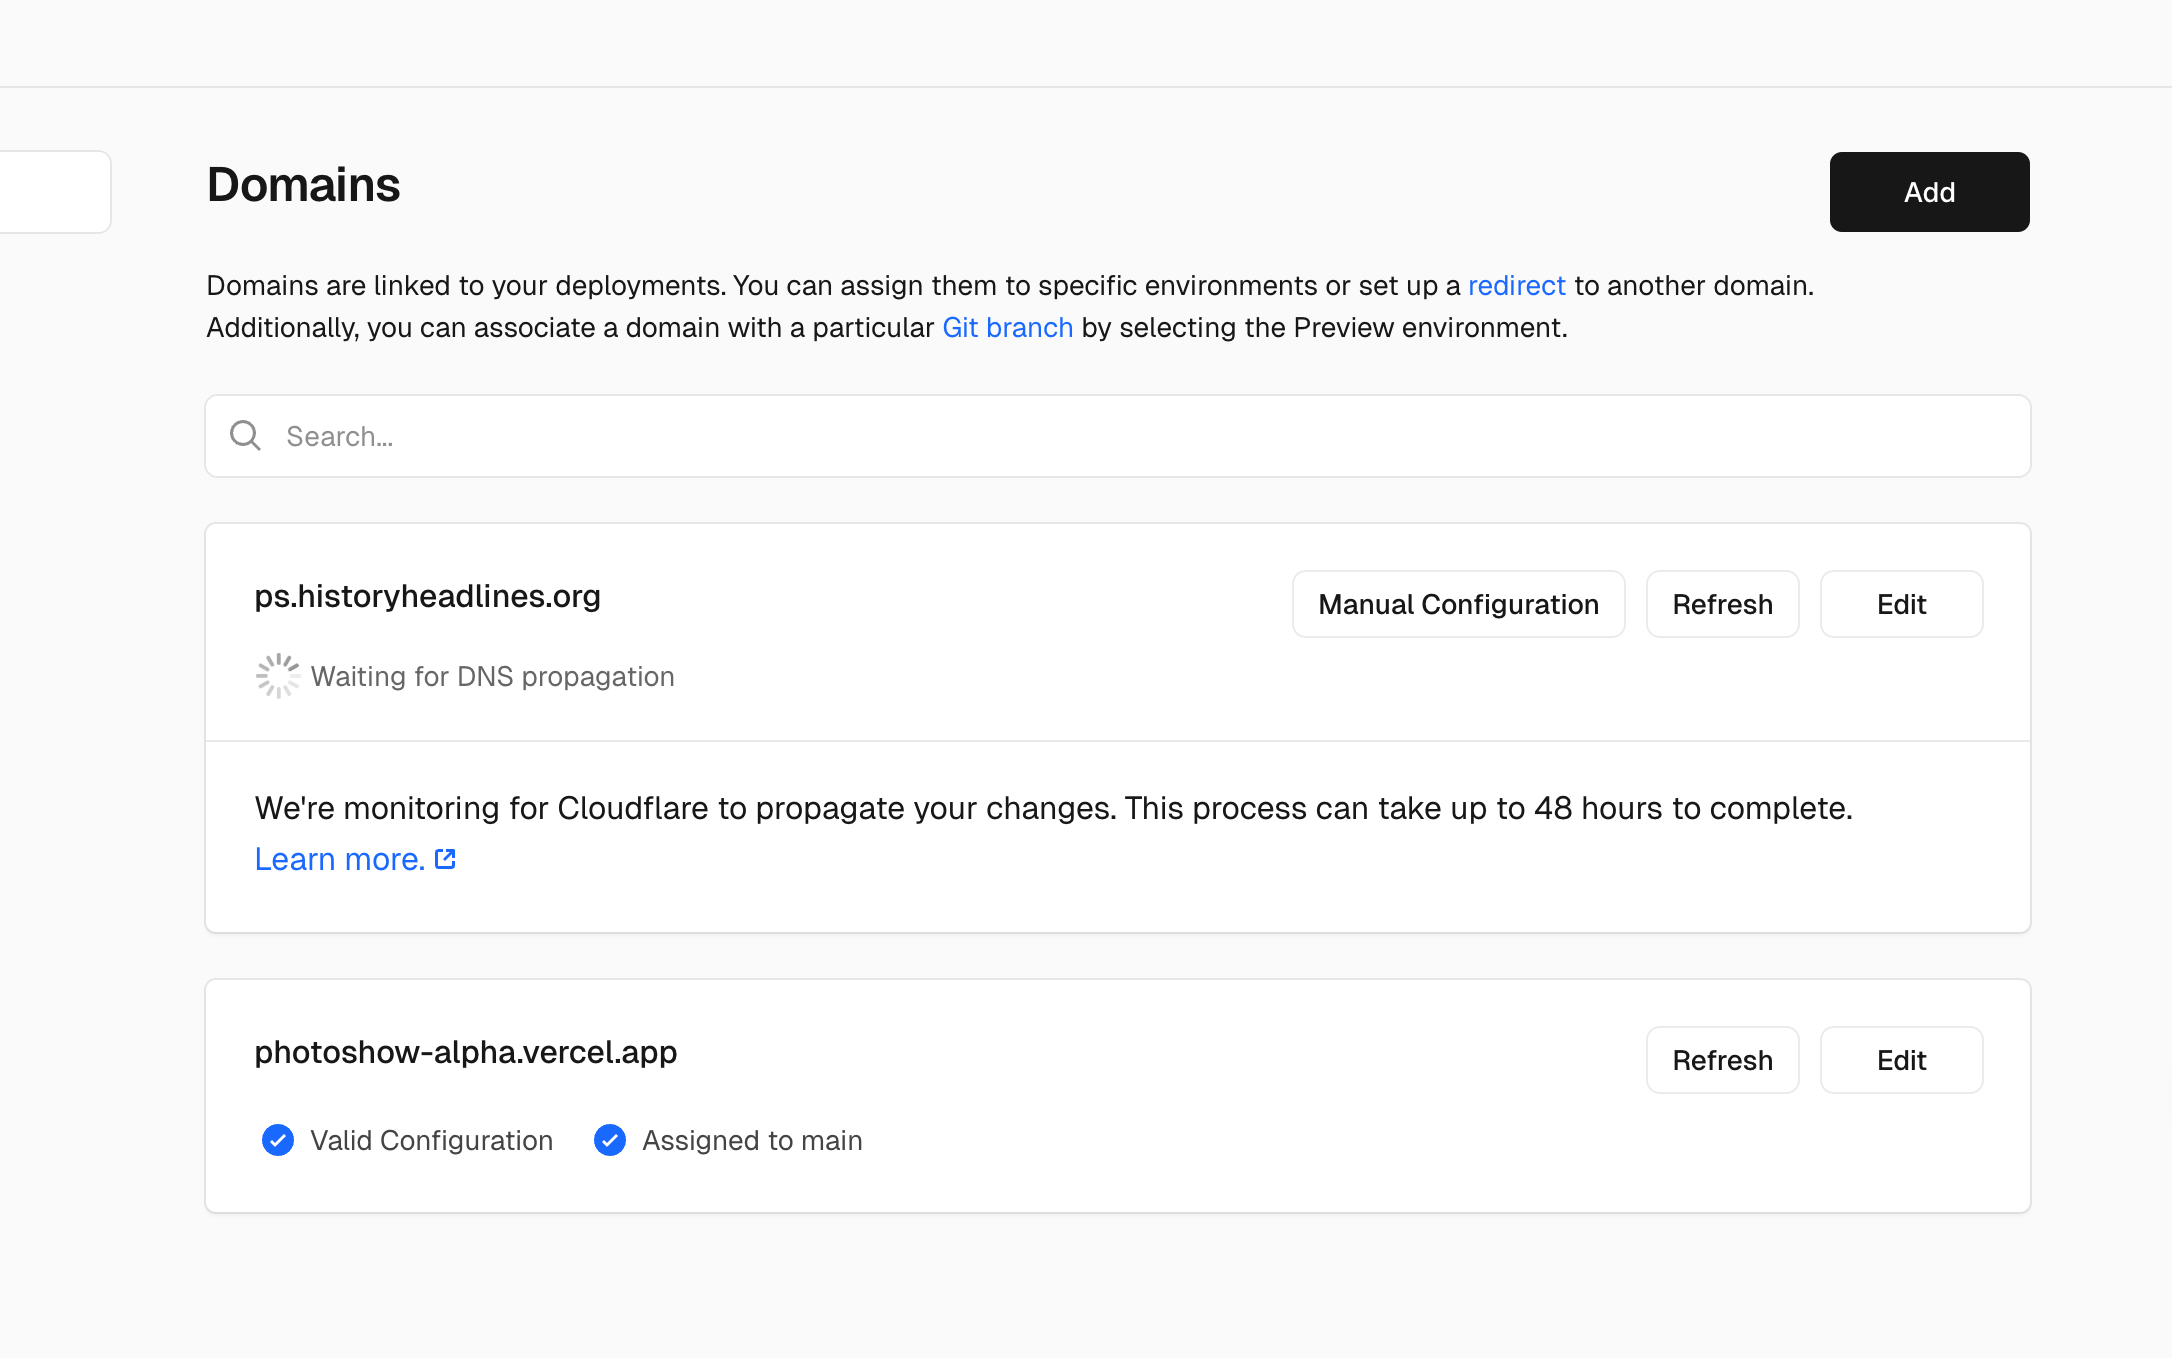 Domains
Add
Domains are linked to your deployments. You can assign them to specific environments or set up a redirect to another domain.
Additionally, you can associate a domain with a particular Git branch by selecting the Preview environment.
Search...
ps.historyheadlines.org
Manual Configuration
Refresh
Edit
Waiting for DNS propagation
We're monitoring for Cloudflare to propagate your changes. This process can take up to 48 hours to complete.
Learn more.
photoshow-alpha.vercel.app
Refresh
Edit
Valid Configuration
Assigned to main